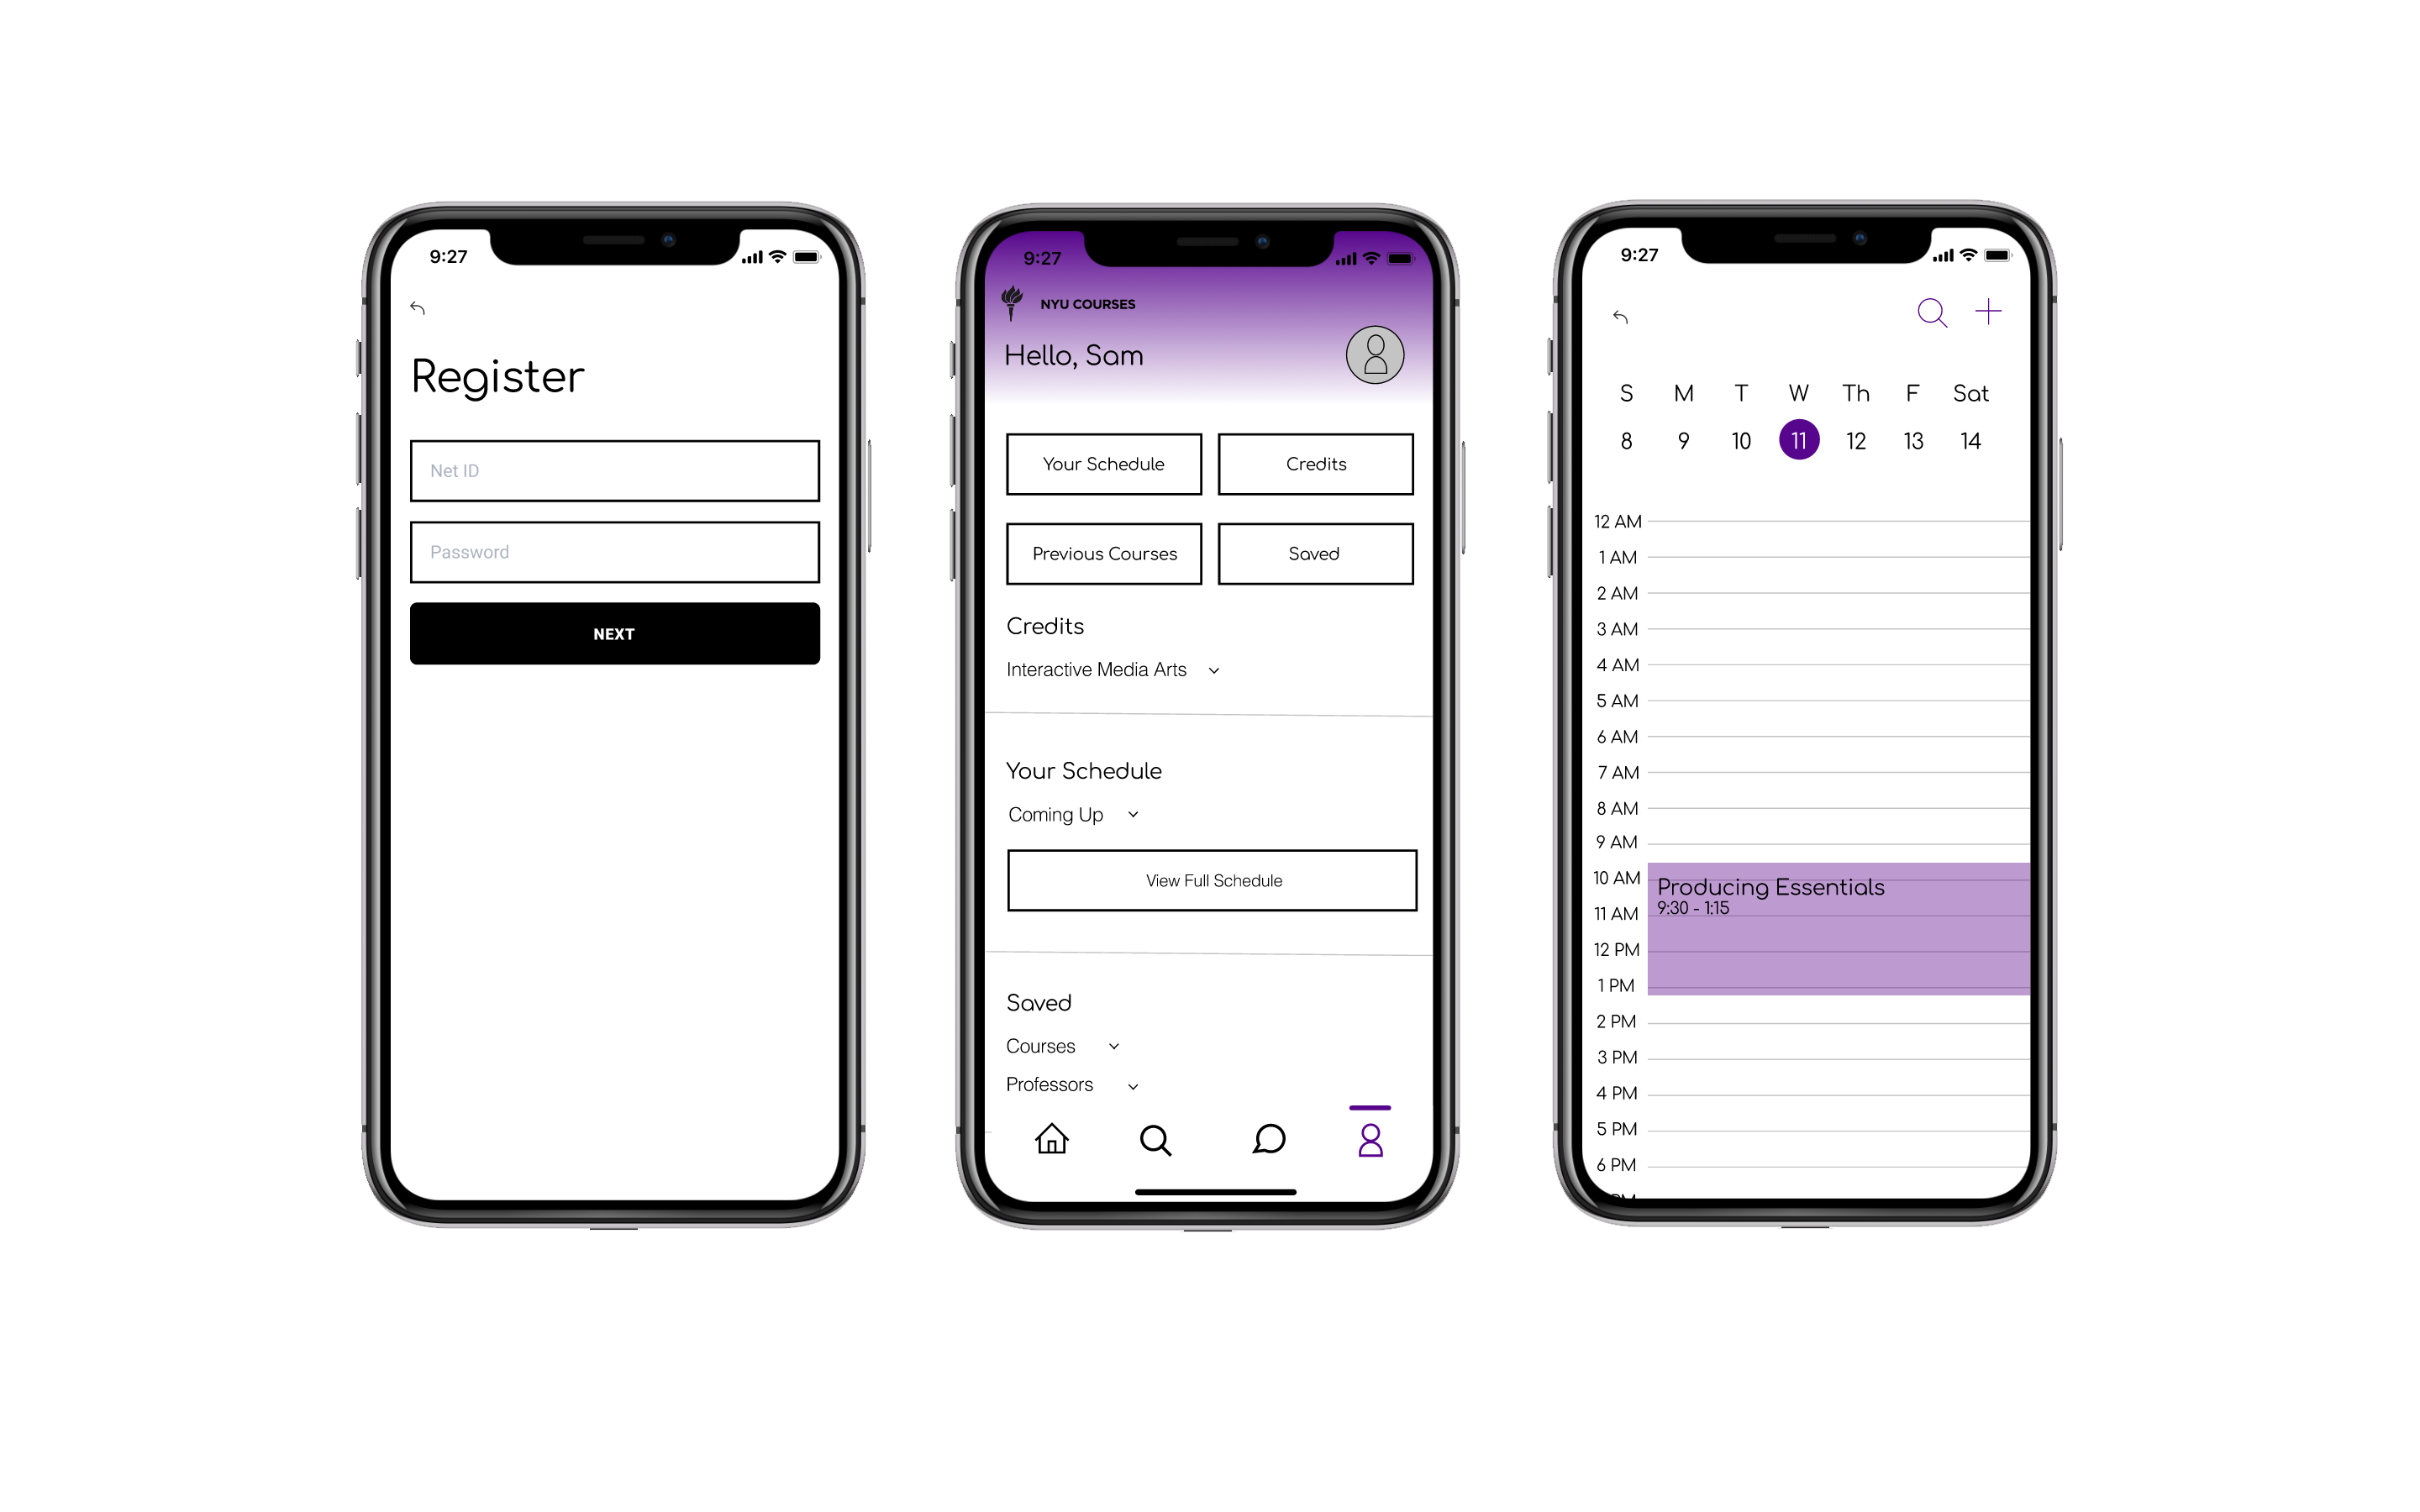 9:27
Register
Net ID
Password
NEXT
9:27
NYU COURSES
Hello, Sam
Your Schedule
Credits
Previous Courses
Saved
Credits
Interactive Media Arts
Your Schedule
Coming Up
View Full Schedule
Saved
Courses
Professors
9:27
S M T W Th F Sat
8 9 10 11 12 13 14
12 AM
1 AM
2 AM
3 AM
4 AM
5 AM
6 AM
7 AM
8 AM
9 AM
10 AM
Producing Essentials
9:30 - 1:15
11 AM
12 PM
1 PM
2 PM
3 PM
4 PM
5 PM
6 PM